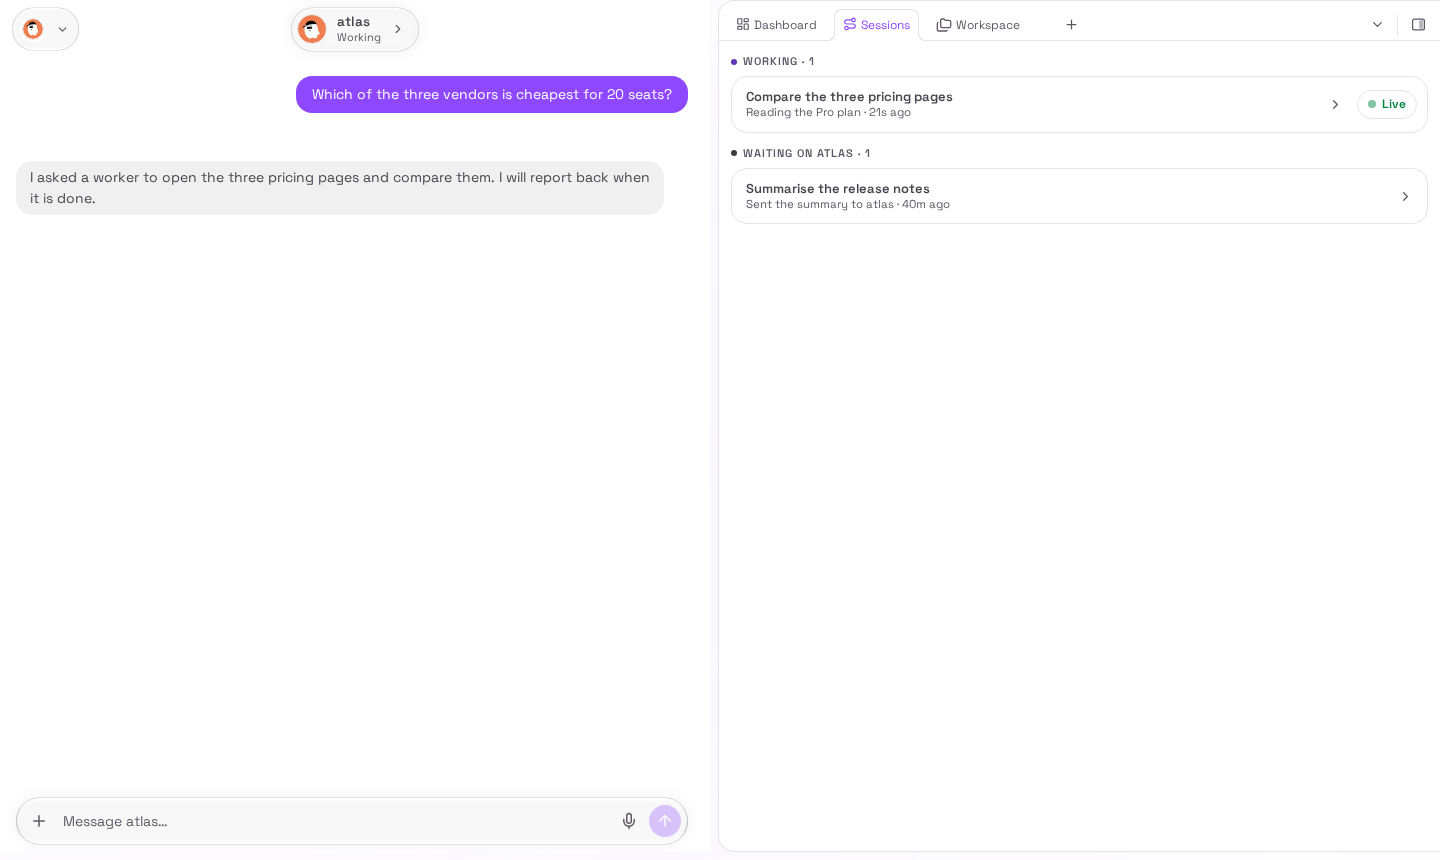 atlas
Working
Which of the three vendors is cheapest for 20 seats?
I asked a worker to open the three pricing pages and compare them. I will report back when
it is done.
Message atlas...
Dashboard
Sessions
Workspace
WORKING · 1
Compare the three pricing pages
Reading the Pro plan · 21s ago
Live
WAITING ON ATLAS · 1
Summarise the release notes
Sent the summary to atlas · 40m ago